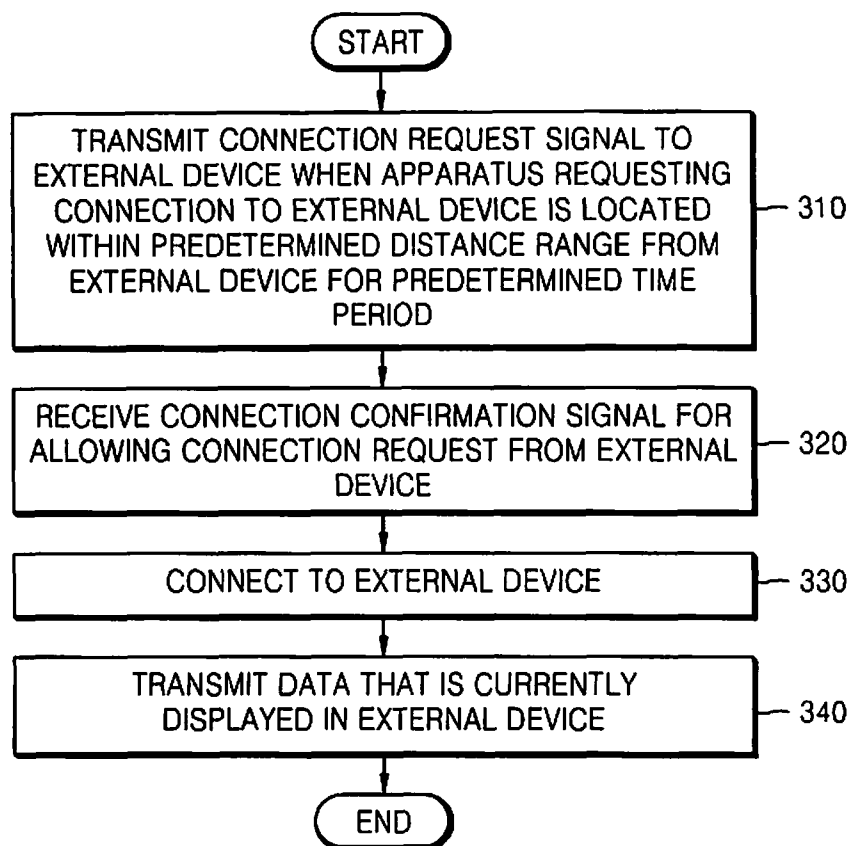 START
TRANSMIT CONNECTION REQUEST SIGNAL TO
EXTERNAL DEVICE WHEN APPARATUS REQUESTING
CONNECTION TO EXTERNAL DEVICE IS LOCATED
WITHIN PREDETERMINED DISTANCE RANGE FROM
EXTERNAL DEVICE FOR PREDETERMINED TIME
PERIOD
310
RECEIVE CONNECTION CONFIRMATION SIGNAL FOR
ALLOWING CONNECTION REQUEST FROM EXTERNAL
DEVICE
320
CONNECT TO EXTERNAL DEVICE
330
TRANSMIT DATA THAT IS CURRENTLY
DISPLAYED IN EXTERNAL DEVICE
340
END